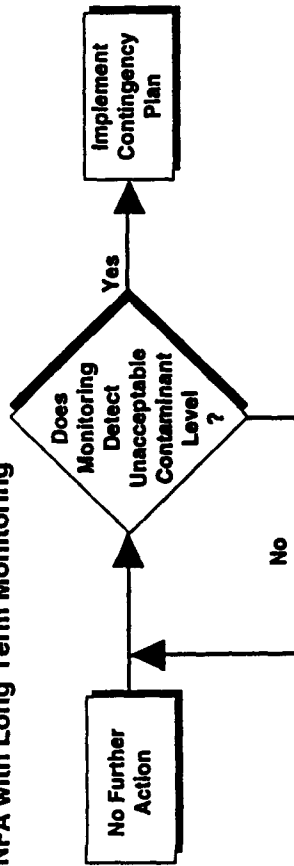 NFA with Long Term Monitoring
No Further
Action
Does
Monitoring
Detect
Unacceptable
Contaminant
Level
?
Yes
Implement
Contingency
Plan
No